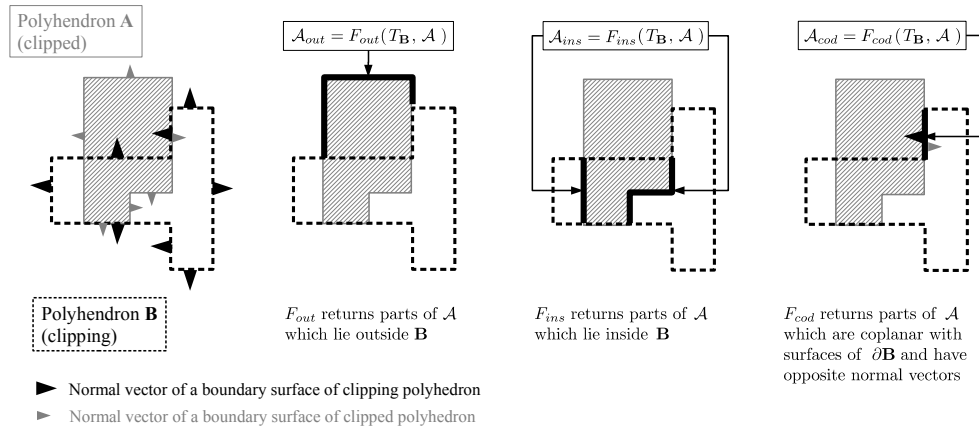 Polyhendron A
(clipped)
𝒜out = Fout(TB, 𝒜)
𝒜ins = Fins(TB, 𝒜)
𝒜cod = Fcod(TB, 𝒜)
Polyhendron B
(clipping)
Fout returns parts of 𝒜
which lie outside B
Fins returns parts of 𝒜
which lie inside B
Fcod returns parts of 𝒜
which are coplanar with
surfaces of ∂B and have
opposite normal vectors
Normal vector of a boundary surface of clipping polyhedron
Normal vector of a boundary surface of clipped polyhedron